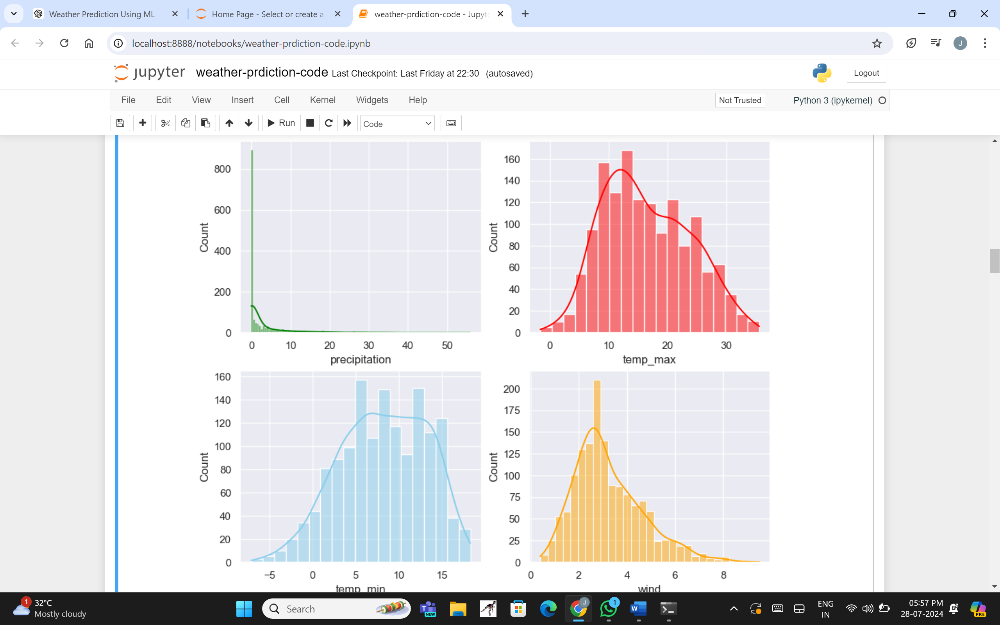 Weather Prediction Using ML
Home Page - Select or create a
weather-prdiction-code - Jupyt
localhost:8888/notebooks/weather-prdiction-code.ipynb
J
jupyter weather-prdiction-code Last Checkpoint: Last Friday at 22:30 (autosaved)
Logout
File Edit View Insert Cell Kernel Widgets Help
Not Trusted
Python 3 (ipykernel)
Run
Code
800
600
400
200
0
Count
0 10 20 30 40 50
precipitation
160
140
120
100
80
60
40
20
0
Count
0 10 20 30
temp_max
160
140
120
100
80
60
40
20
0
Count
−5 0 5 10 15
temp_min
200
175
150
125
100
75
50
25
0
Count
0 2 4 6 8
wind
1
32°C
Mostly cloudy
Search
NEW
J
1
ENG
IN
05:57 PM
28-07-2024
PRE